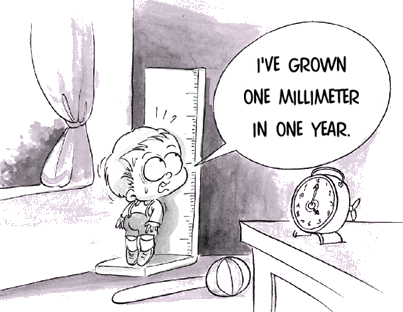 I'VE GROWN
ONE MILLIMETER
IN ONE YEAR.